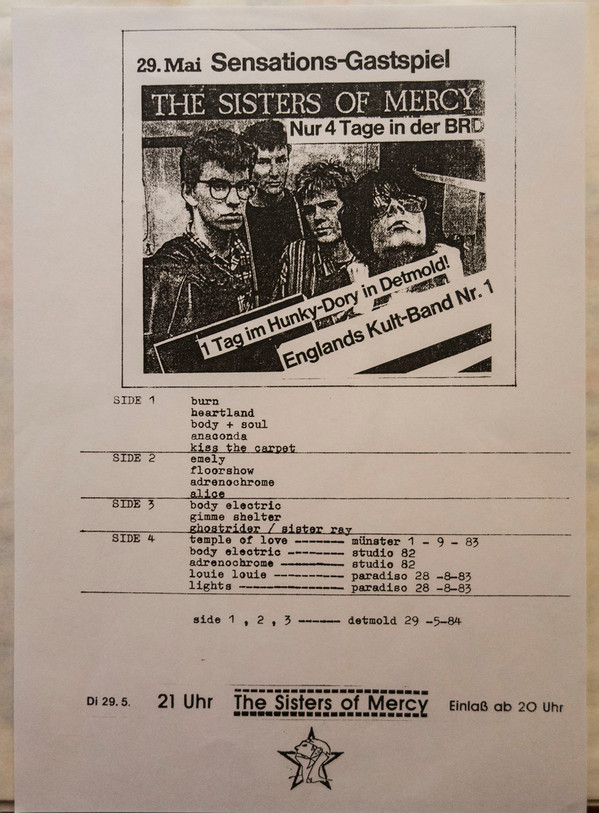 29. Mai Sensations-Gastspiel
THE SISTERS OF MERCY
Nur 4 Tage in der BRD
1 Tag im Hunky-Dory in Detmold!
Englands Kult-Band Nr. 1
SIDE 1 burn
heartland
body + soul
anaconda
kiss the carpet
SIDE 2 emely
floorshow
adrenochrome
alice
SIDE 3 body electric
gimme shelter
ghostrider / sister ray
SIDE 4 temple of love ------- münster 1 - 9 - 83
body electric -------- studio 82
adrenochrome ------- studio 82
louie louie ---------- paradiso 28 -8-83
lights --------------- paradiso 28 -8-83
side 1 , 2 , 3 ------ detmold 29 -5-84
Di 29. 5. 21 Uhr The Sisters of Mercy Einlaß ab 20 Uhr